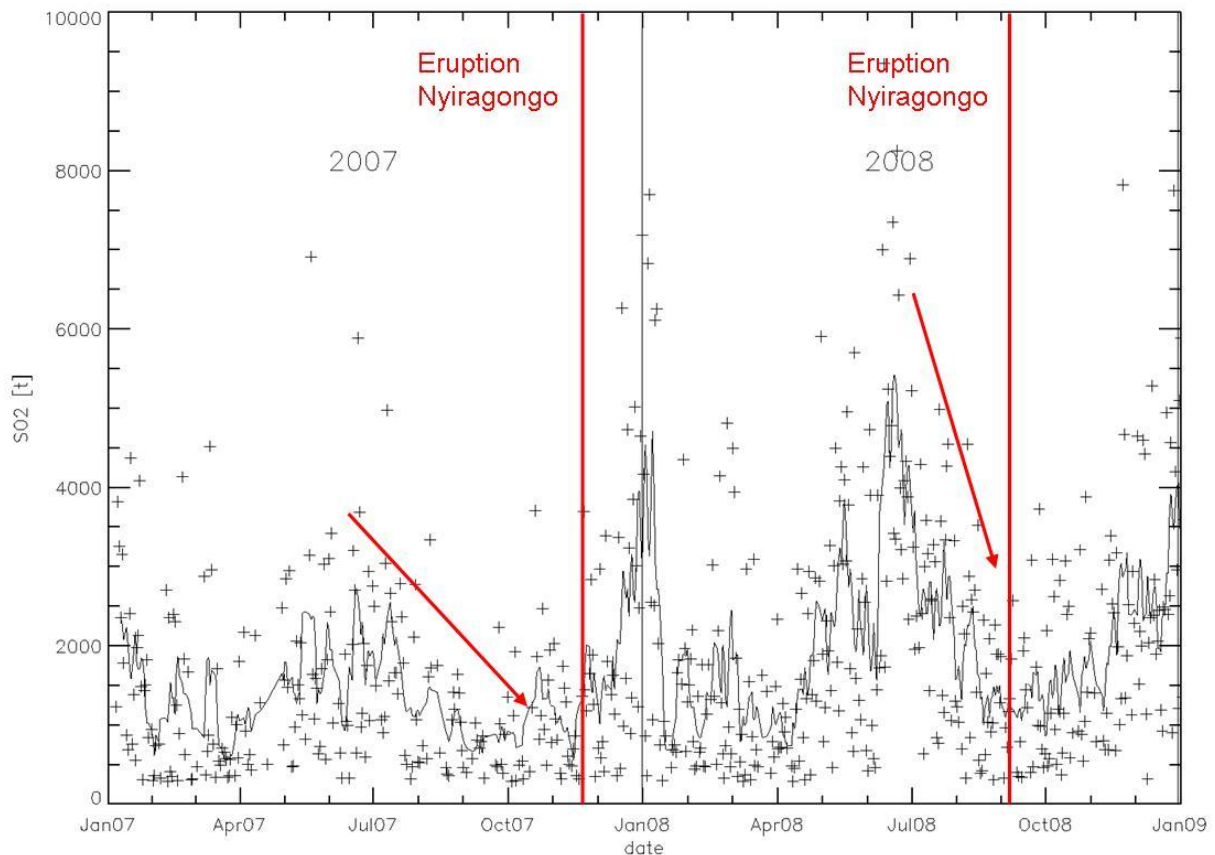 10000
8000
6000
4000
2000
0
SO2 [t]
Eruption
Nyiragongo
Eruption
Nyiragongo
2007
2008
Jan07
Apr07
Jul07
Oct07
Jan08
Apr08
Jul08
Oct08
Jan09
date